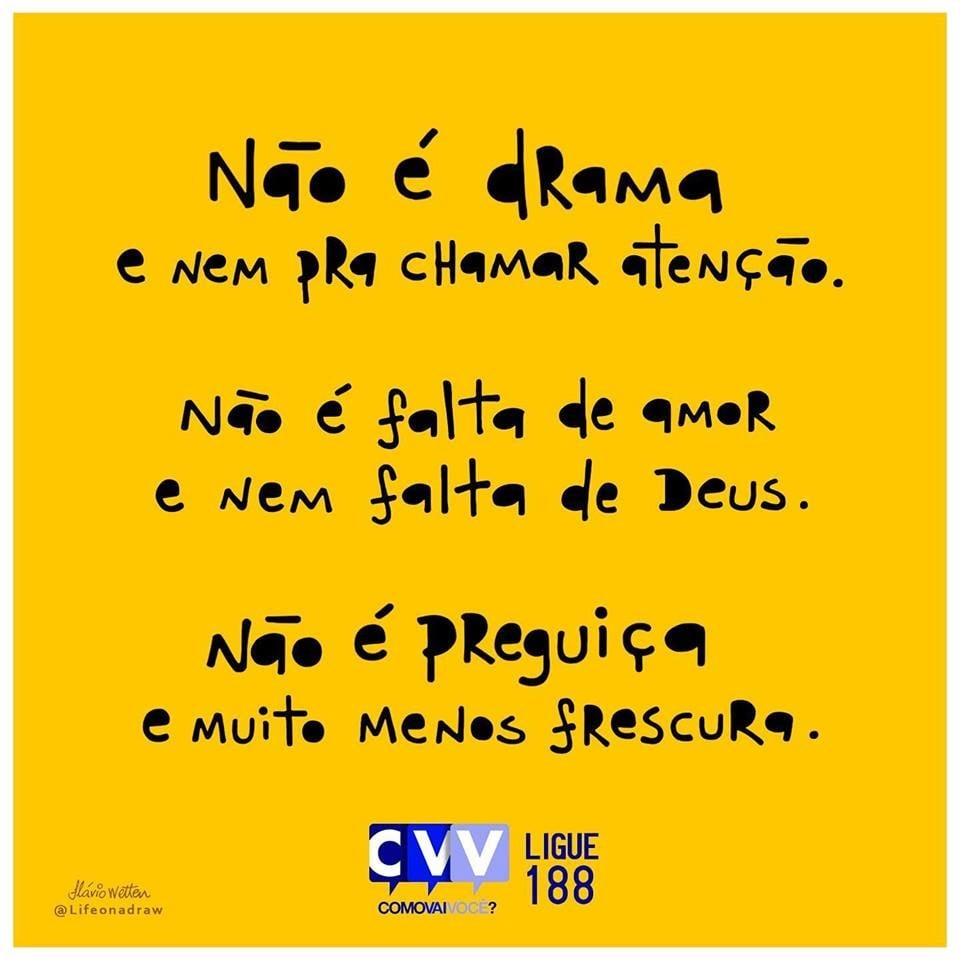 Não é drama
e nem pra chamar atenção.
Não é falta de amor
e nem falta de Deus.
Não é preguiça
e muito menos frescura.
CVV
COMOVAIVOCÊ?
LIGUE
188
flávio Wetten
@Lifeonadraw